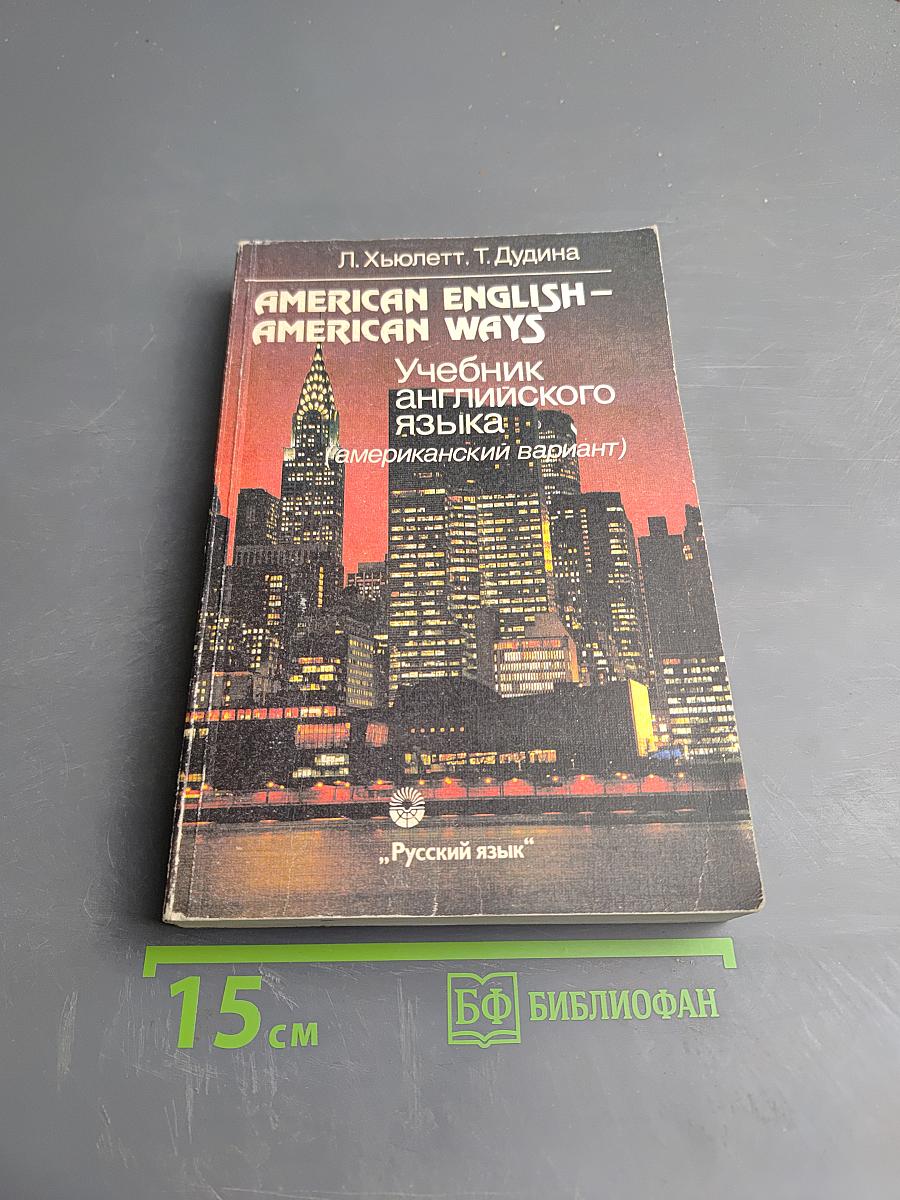 Л. Хьюлетт, Т. Дудина
AMERICAN ENGLISH –
AMERICAN WAYS
Учебник
английского
языка
(американский вариант)
„Русский язык“
15 см
БФ БИБЛИОФАН